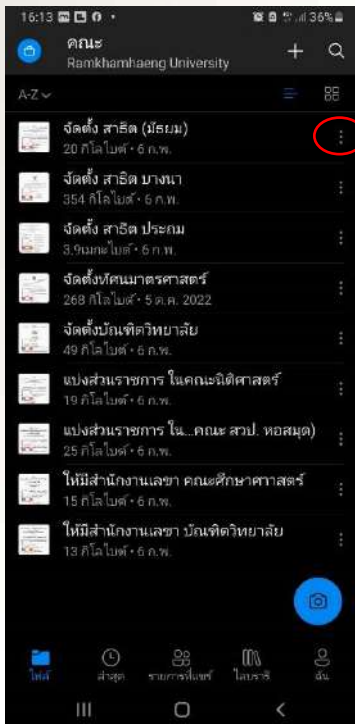 16:13
36%
คณะ
Ramkhamhaeng University
A-Z
จัดตั้ง สาธิต (มัธยม)
20 กิโลไบต์ • 6 ก.พ.
จัดตั้ง สาธิต บางนา
354 กิโลไบต์ • 6 ก.พ.
จัดตั้ง สาธิต ประถม
3.9เมกะไบต์ • 6 ก.พ.
จัดตั้งทัศนมาตรศาสตร์
268 กิโลไบต์ • 5 ต.ค. 2022
จัดตั้งบัณฑิตวิทยาลัย
49 กิโลไบต์ • 6 ก.พ.
แบ่งส่วนราชการ ในคณะนิติศาสตร์
19 กิโลไบต์ • 6 ก.พ.
แบ่งส่วนราชการ ใน...คณะ สวป. หอสมุด)
25 กิโลไบต์ • 6 ก.พ.
ให้มีสำนักงานเลขา คณะศึกษาศาสตร์
15 กิโลไบต์ • 6 ก.พ.
ให้มีสำนักงานเลขา บัณฑิตวิทยาลัย
13 กิโลไบต์ • 6 ก.พ.
ไฟล์ ล่าสุด รายการที่แชร์ ไลบรารี ฉัน